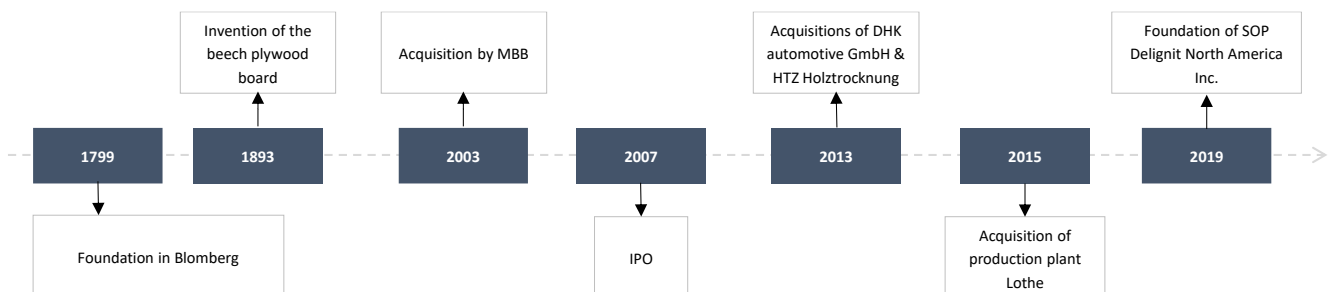 Invention of the
beech plywood
board
Acquisition by MBB
Acquisitions of DHK
automotive GmbH &
HTZ Holztrocknung
Foundation of SOP
Delignit North America
Inc.
1799
1893
2003
2007
2013
2015
2019
Foundation in Blomberg
IPO
Acquisition of
production plant
Lothe